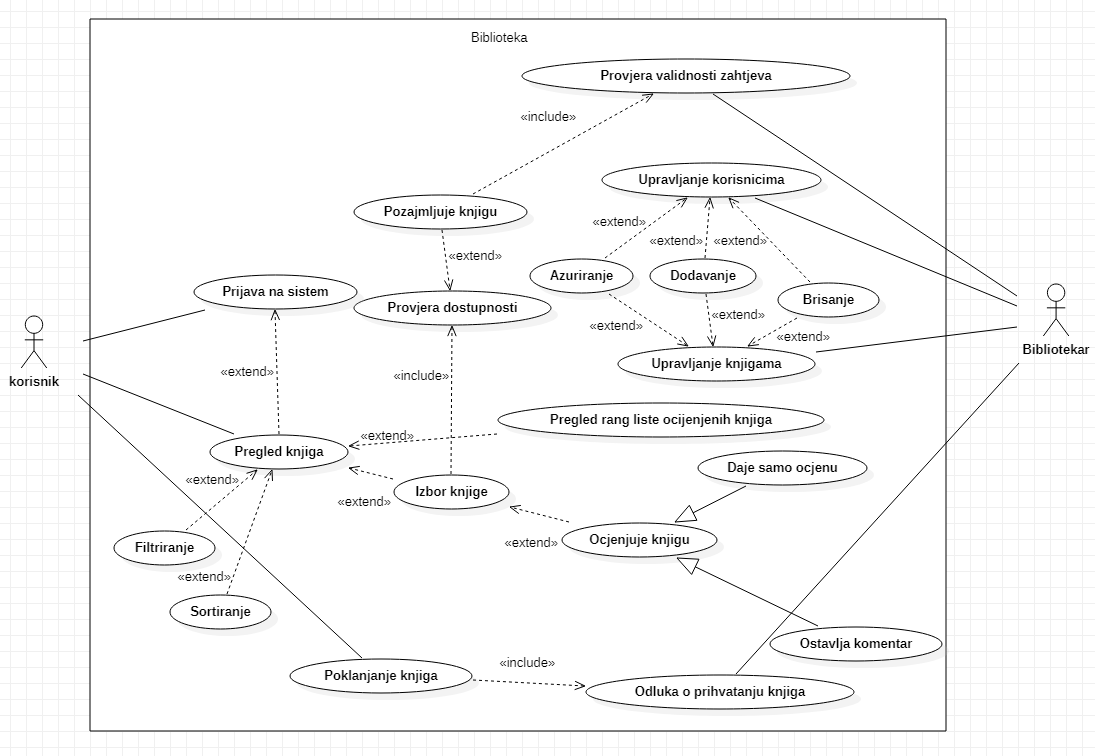 Biblioteka
Provjera validnosti zahtjeva
«include»
Upravljanje korisnicima
Pozajmljuje knjigu
«extend»
«extend»
«extend»
«extend»
Azuriranje
Dodavanje
Prijava na sistem
Brisanje
Provjera dostupnosti
«extend»
«extend»
«extend»
Bibliotekar
Upravljanje knjigama
«extend»
«include»
korisnik
Pregled rang liste ocijenjenih knjiga
«extend»
Pregled knjiga
Daje samo ocjenu
«extend»
Izbor knjige
«extend»
Ocjenjuje knjigu
«extend»
Filtriranje
«extend»
Sortiranje
Ostavlja komentar
«include»
Poklanjanje knjiga
Odluka o prihvatanju knjiga